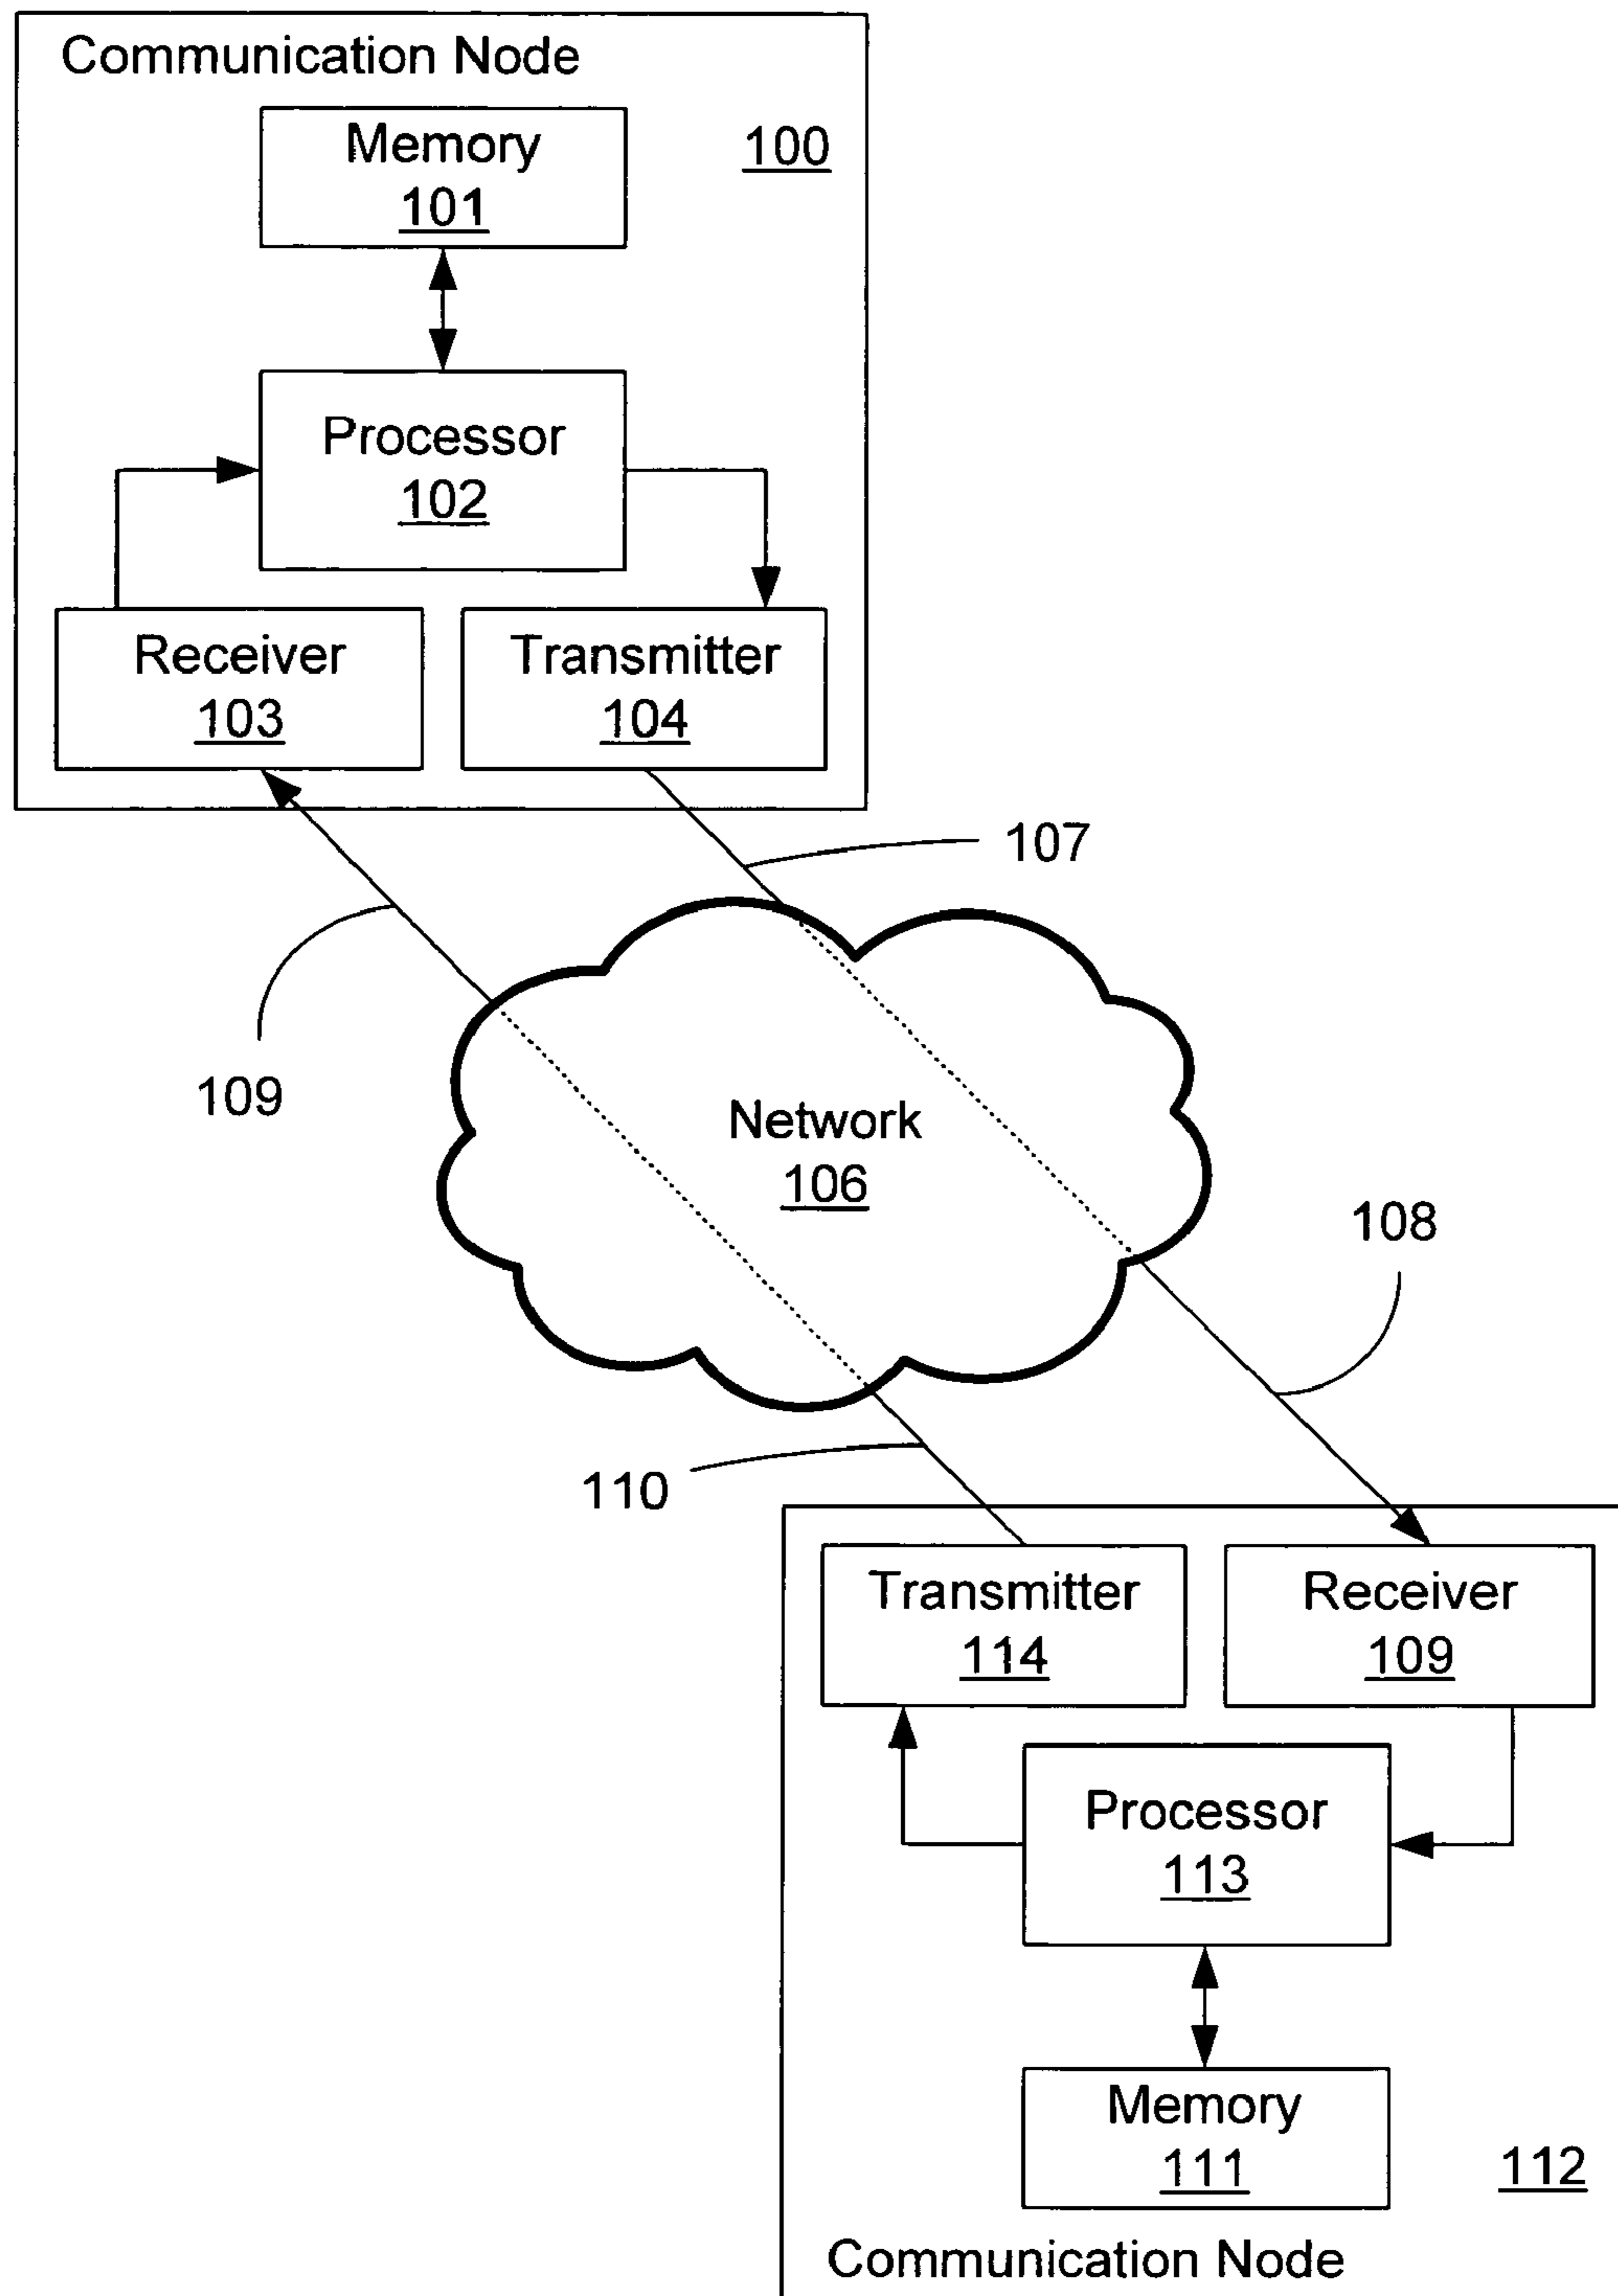 Communication Node
Memory
101
100
Processor
102
Receiver
103
Transmitter
104
107
109
Network
106
108
110
Transmitter
114
Receiver
109
Processor
113
Memory
111
112
Communication Node